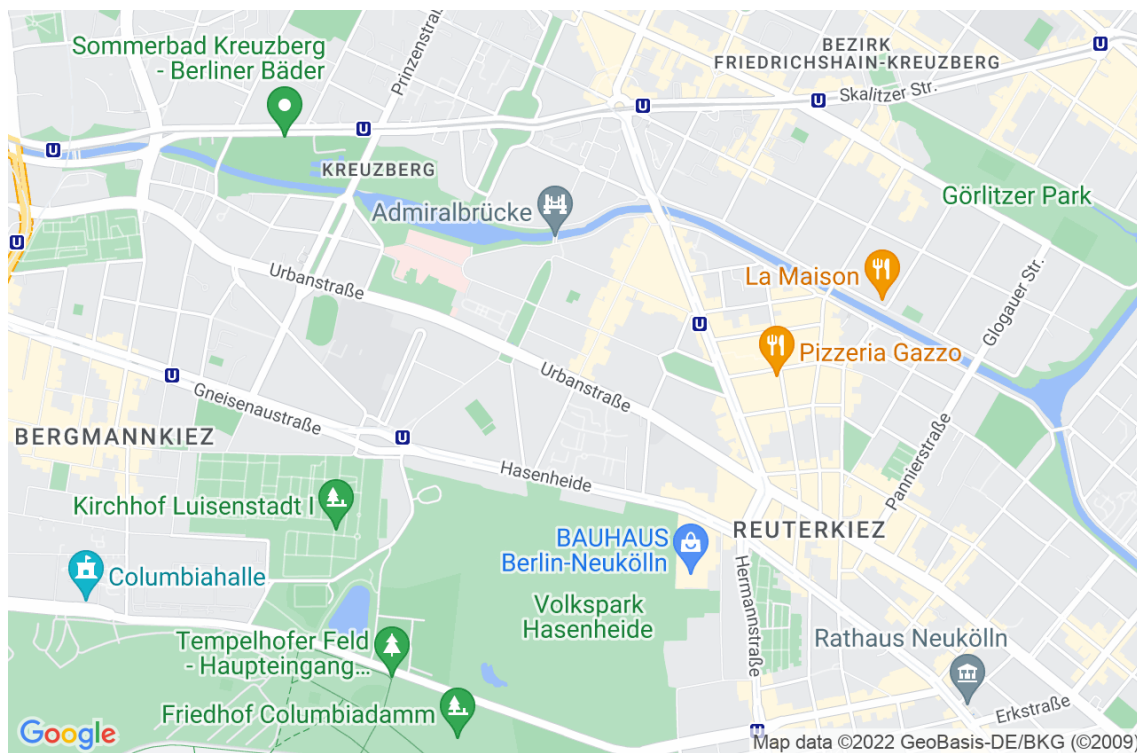 Sommerbad Kreuzberg
- Berliner Bäder
Prinzenstraß
BEZIRK
FRIEDRICHSHAIN-KREUZBERG
U
U
U
U
Skalitzer Str.
U
KREUZBERG
Görlitzer Park
Admiralbrücke
U
Urbanstraße
La Maison
Glogauer Str.
U
Pizzeria Gazzo
U
Gneisenaustraße
Urbanstraße
BERGMANNKIEZ
U
Hasenheide
Pannierstraße
Kirchhof Luisenstadt I
BAUHAUS
Berlin-Neukölln
REUTERKIEZ
Columbiahalle
Hermannstraße
Volkspark
Hasenheide
Tempelhofer Feld
- Haupteingang...
Rathaus Neukölln
Friedhof Columbiadamm
Erkstraße
U
Google
Map data ©2022 GeoBasis-DE/BKG (©2009)